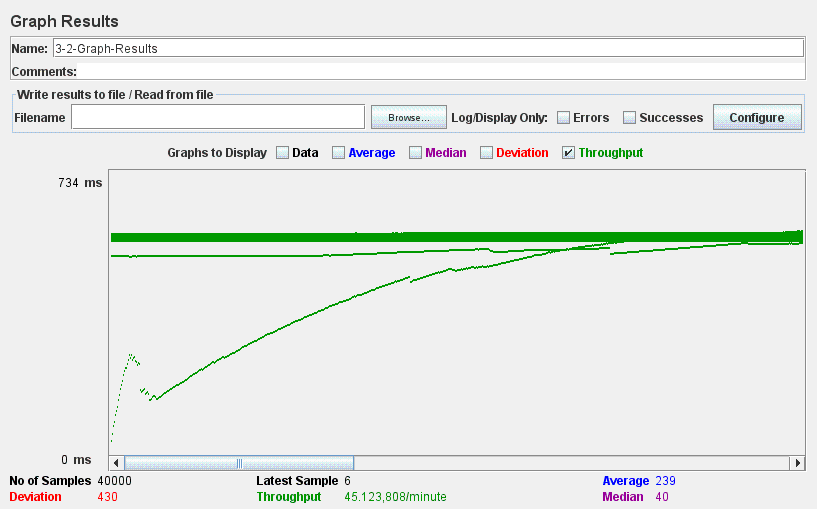 Graph Results
Name: 3-2-Graph-Results
Comments:
Write results to file / Read from file
Filename Browse... Log/Display Only: Errors Successes Configure
Graphs to Display Data Average Median Deviation Throughput
734 ms
0 ms
No of Samples 40000 Latest Sample 6 Average 239
Deviation 430 Throughput 45.123,808/minute Median 40